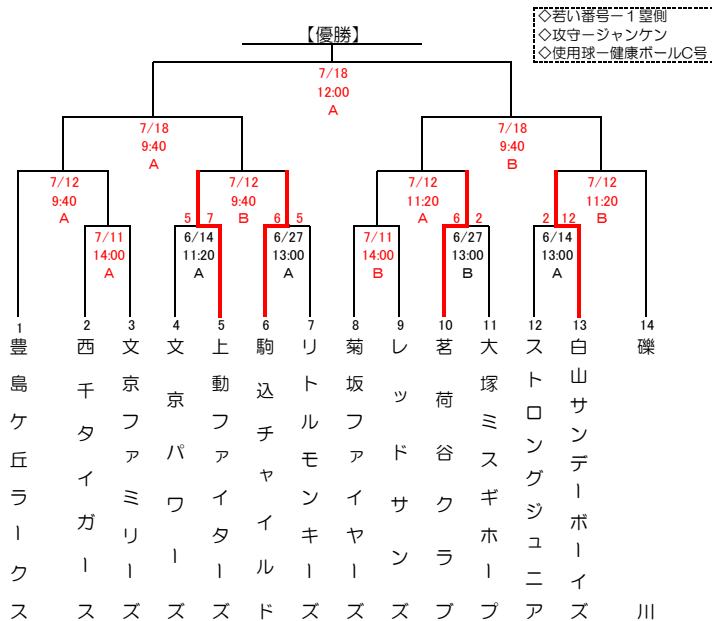 ◇若い番号ー１塁側
◇攻守ージャンケン
◇使用球ー健康ボールC号
【優勝】
7/18
12:00
A
7/18
9:40
A
7/18
9:40
B
7/12
9:40
A
7/12
9:40
B
7/12
11:20
A
7/12
11:20
B
7/11
14:00
A
5 7
6/14
11:20
A
6 5
6/27
13:00
A
7/11
14:00
B
6 2
6/27
13:00
B
2 12
6/14
13:00
A
1 豊島ケ丘ラークス
2 西千タイガース
3 文京ファミリーズ
4 文京パワーズ
5 上動ファイターズ
6 駒込チャイルド
7 リトルモンキーズ
8 菊坂ファイヤーズ
9 レッドサンズ
10 茗荷谷クラブ
11 大塚ミスギホープ
12 ストロングジュニア
13 白山サンデーボーイズ
14 礫川